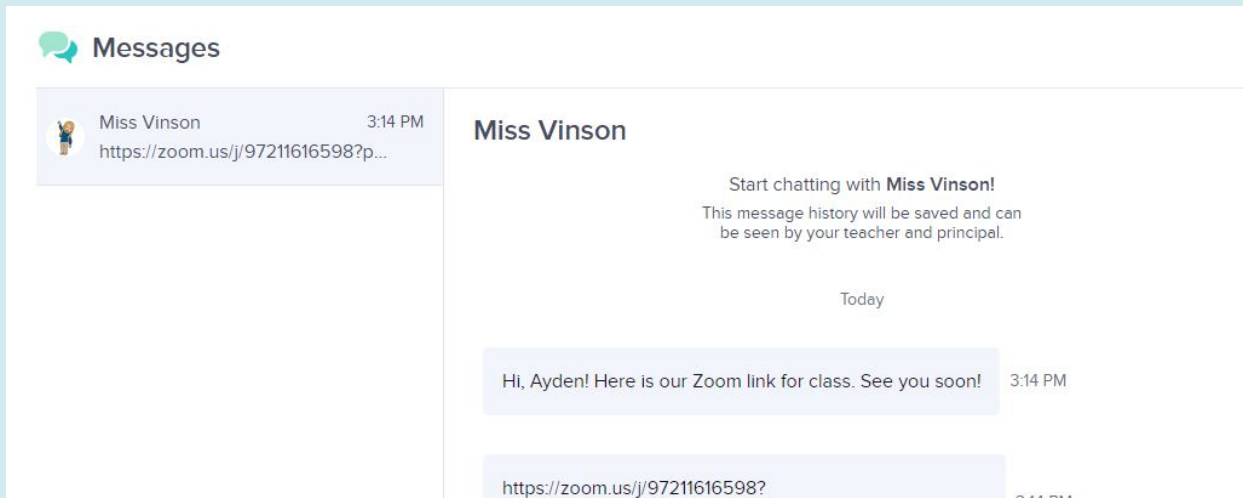 Messages
Miss Vinson
3:14 PM
https://zoom.us/j/97211616598?p...
Miss Vinson
Start chatting with Miss Vinson!
This message history will be saved and can
be seen by your teacher and principal.
Today
Hi, Ayden! Here is our Zoom link for class. See you soon!
3:14 PM
https://zoom.us/j/97211616598?